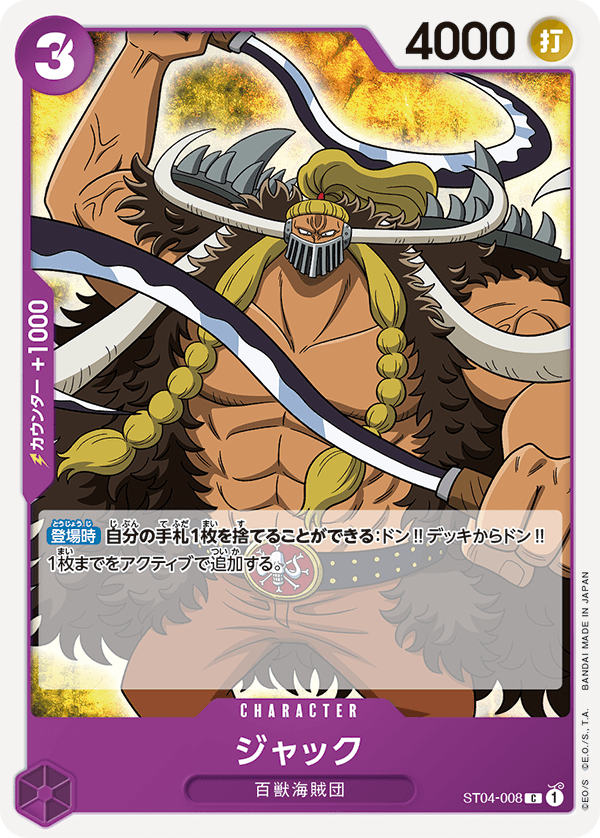 3
4000
打
カウンター +1000
登場時 自分の手札1枚を捨てることができる:ドン!!デッキからドン!!
1枚までをアクティブで追加する。
CHARACTER
ジャック
百獣海賊団
ST04-008 C 1
©E.O/S ©E.O./S., T.A. BANDAI MADE IN JAPAN